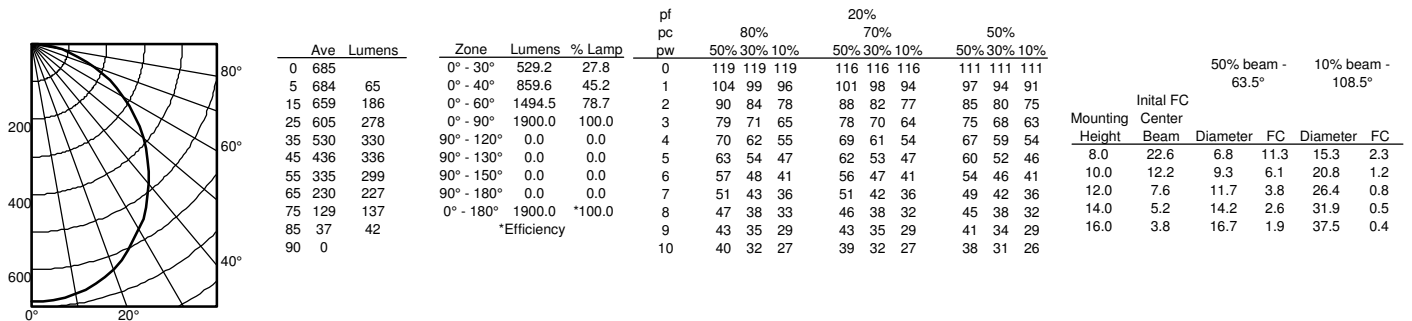 200
400
600
0°
20°
40°
60°
80°
Ave Lumens
0 685
5 684 65
15 659 186
25 605 278
35 530 330
45 436 336
55 335 299
65 230 227
75 129 137
85 37 42
90 0
Zone Lumens % Lamp
0° - 30° 529.2 27.8
0° - 40° 859.6 45.2
0° - 60° 1494.5 78.7
0° - 90° 1900.0 100.0
90° - 120° 0.0 0.0
90° - 130° 0.0 0.0
90° - 150° 0.0 0.0
90° - 180° 0.0 0.0
0° - 180° 1900.0 *100.0
*Efficiency
pf 20%
pc 80% 70% 50%
pw 50% 30% 10% 50% 30% 10% 50% 30% 10%
0 119 119 119 116 116 116 111 111 111
1 104 99 96 101 98 94 97 94 91
2 90 84 78 88 82 77 85 80 75
3 79 71 65 78 70 64 75 68 63
4 70 62 55 69 61 54 67 59 54
5 63 54 47 62 53 47 60 52 46
6 57 48 41 56 47 41 54 46 41
7 51 43 36 51 42 36 49 42 36
8 47 38 33 46 38 32 45 38 32
9 43 35 29 43 35 29 41 34 29
10 40 32 27 39 32 27 38 31 26
50% beam - 10% beam -
63.5° 108.5°
Inital FC
Mounting Center
Height Beam Diameter FC Diameter FC
8.0 22.6 6.8 11.3 15.3 2.3
10.0 12.2 9.3 6.1 20.8 1.2
12.0 7.6 11.7 3.8 26.4 0.8
14.0 5.2 14.2 2.6 31.9 0.5
16.0 3.8 16.7 1.9 37.5 0.4